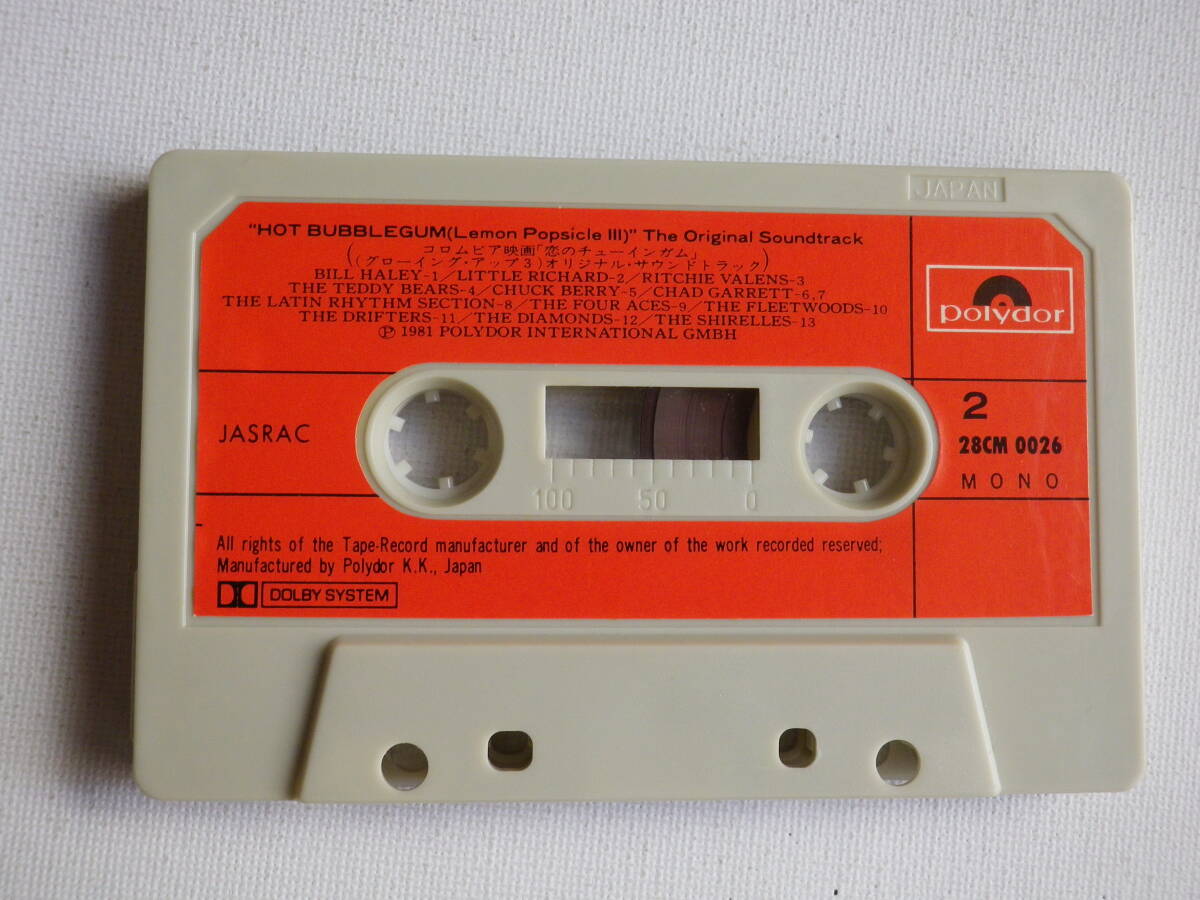 JAPAN
"HOT BUBBLEGUM(Lemon Popsicle III)" The Original Soundtrack
(コロムビア映画「恋のチューインガム」
(グローイング・アップ3)オリジナル・サウンドトラック)
BILL HALEY-1/LITTLE RICHARD-2/RITCHIE VALENS-3
THE TEDDY BEARS-4/CHUCK BERRY-5/CHAD GARRETT-6,7
THE LATIN RHYTHM SECTION-8/THE FOUR ACES-9/THE FLEETWOODS-10
THE DRIFTERS-11/THE DIAMONDS-12/THE SHIRELLES-13
Ⓟ 1981 POLYDOR INTERNATIONAL GMBH
polydor
JASRAC
2
28CM 0026
MONO
100 50 0
All rights of the Tape-Record manufacturer and of the owner of the work recorded reserved;
Manufactured by Polydor K.K., Japan
DOLBY SYSTEM